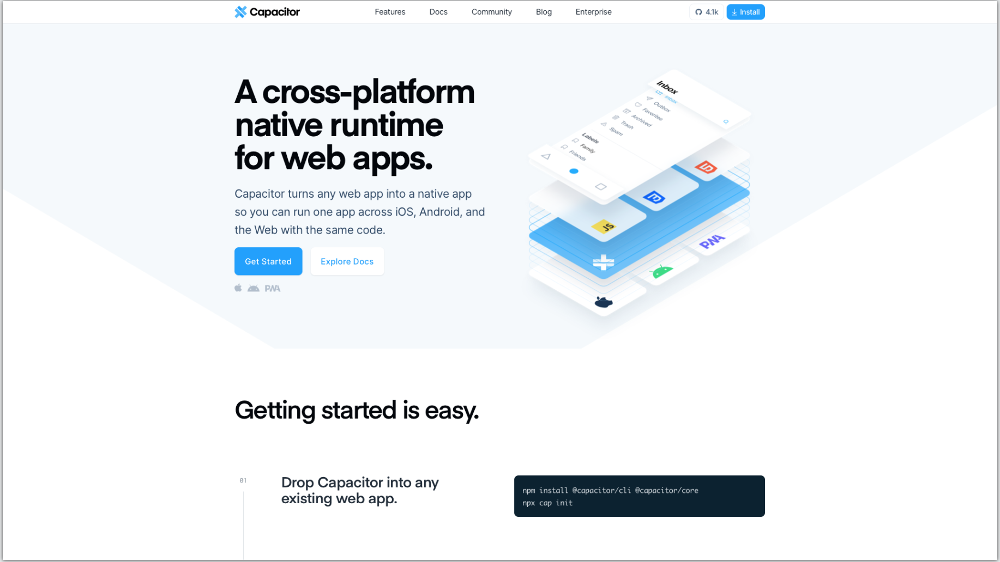 Capacitor
Features
Docs
Community
Blog
Enterprise
4.1k
Install
A cross-platform
native runtime
for web apps.
Capacitor turns any web app into a native app
so you can run one app across iOS, Android, and
the Web with the same code.
Get Started
Explore Docs
PWA
Inbox
Inbox
Outbox
Favorites
Archived
Trash
Spam
Labels
Family
Friends
JS
PWA
Getting started is easy.
01
Drop Capacitor into any
existing web app.
npm install @capacitor/cli @capacitor/core
npx cap init